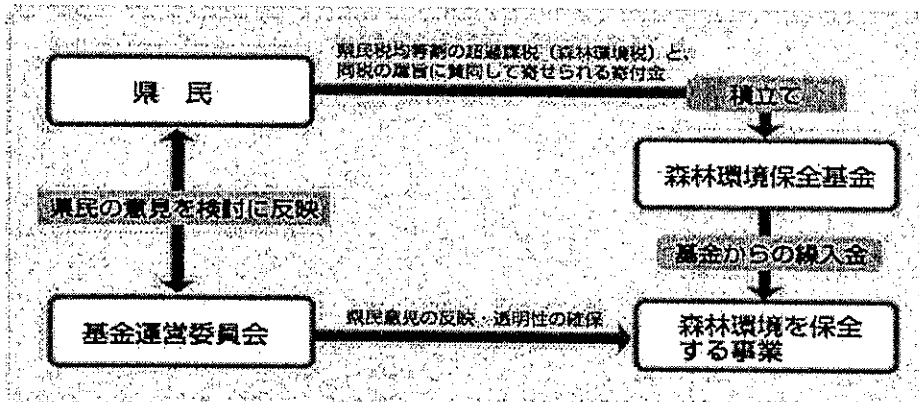 県民税均等割の超過課税（森林環境税）と、
同税の趣旨に賛同して寄せられる寄付金
県　民
積立て
森林環境保全基金
県民の意見を検討に反映
基金からの繰入金
基金運営委員会
県民意見の反映・透明性の確保
森林環境を保全
する事業